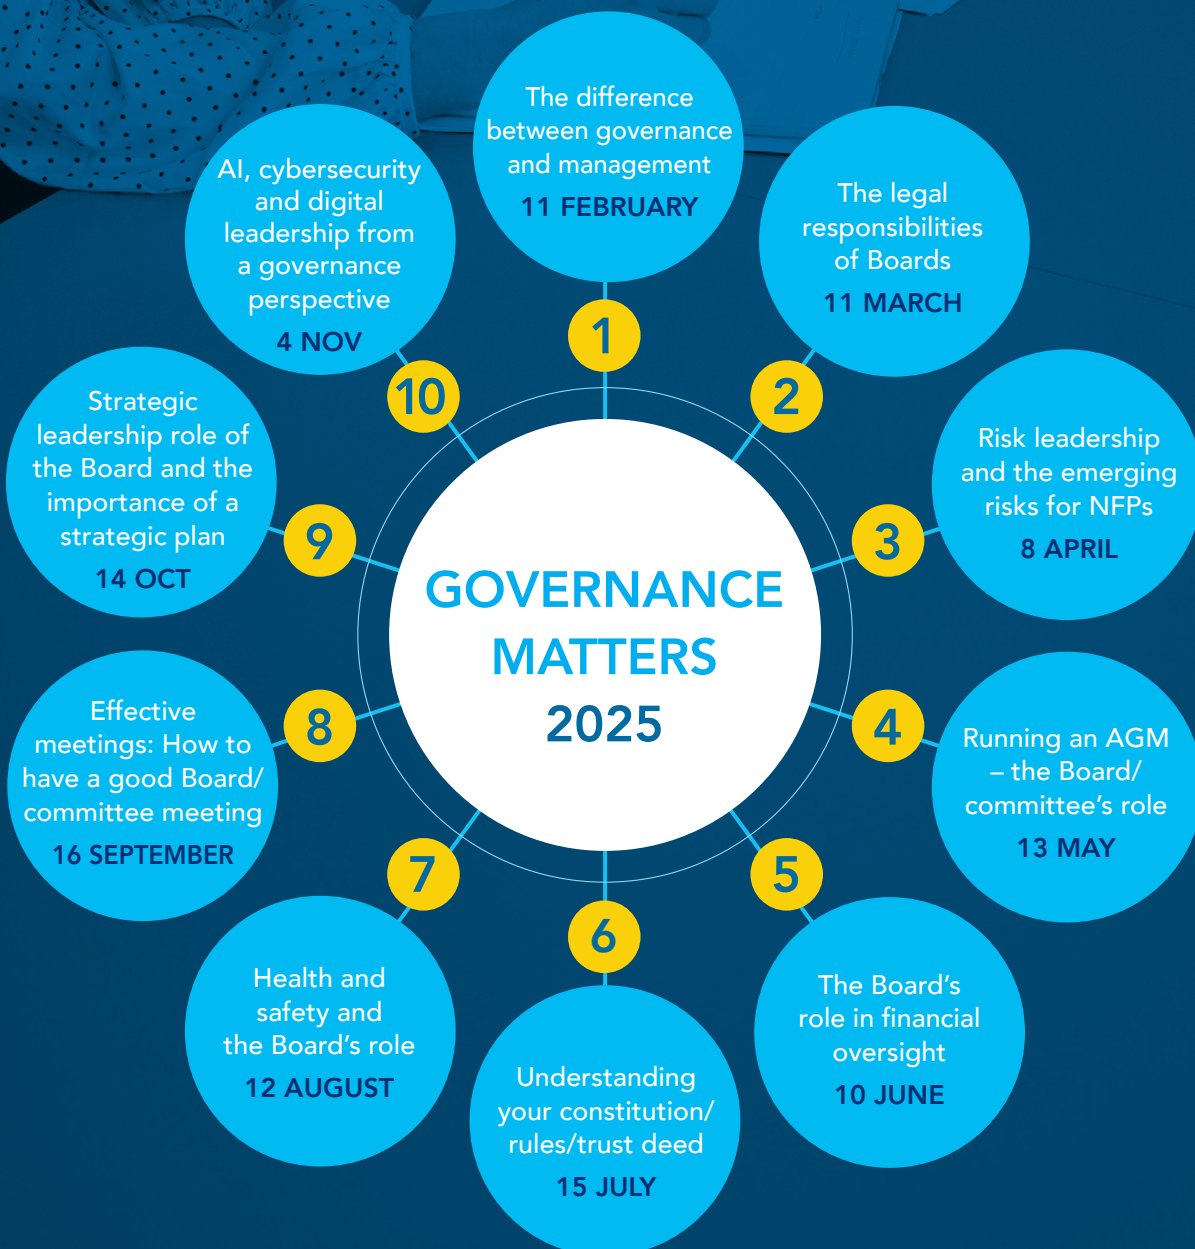 GOVERNANCE
MATTERS
2025
1
The difference
between governance
and management
11 FEBRUARY
2
The legal
responsibilities
of Boards
11 MARCH
3
Risk leadership
and the emerging
risks for NFPs
8 APRIL
4
Running an AGM
– the Board/
committee’s role
13 MAY
5
The Board’s
role in financial
oversight
10 JUNE
6
Understanding
your constitution/
rules/trust deed
15 JULY
7
Health and
safety and
the Board’s role
12 AUGUST
8
Effective
meetings: How to
have a good Board/
committee meeting
16 SEPTEMBER
9
Strategic
leadership role of
the Board and the
importance of a
strategic plan
14 OCT
10
AI, cybersecurity
and digital
leadership from
a governance
perspective
4 NOV